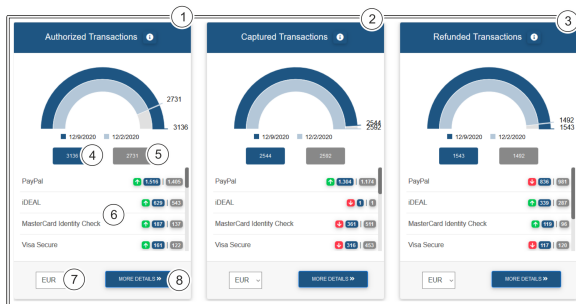 1
2
3
Authorized Transactions
Captured Transactions
Refunded Transactions
2731
3136
2544
2592
1492
1543
12/9/2020 12/2/2020
12/9/2020 12/2/2020
12/9/2020 12/2/2020
3136 4 2731 5
2544 2592
1543 1492
PayPal 1.516 | 1.405
iDEAL 629 | 543
MasterCard Identity Check 6 182 | 137
Visa Secure 161 | 122
PayPal 1.304 | 1.174
iDEAL 1 | 1
MasterCard Identity Check 361 | 511
Visa Secure 316 | 453
PayPal 836 | 981
iDEAL 339 | 287
MasterCard Identity Check 119 | 96
Visa Secure 117 | 120
EUR 7 MORE DETAILS 8
EUR MORE DETAILS
EUR MORE DETAILS